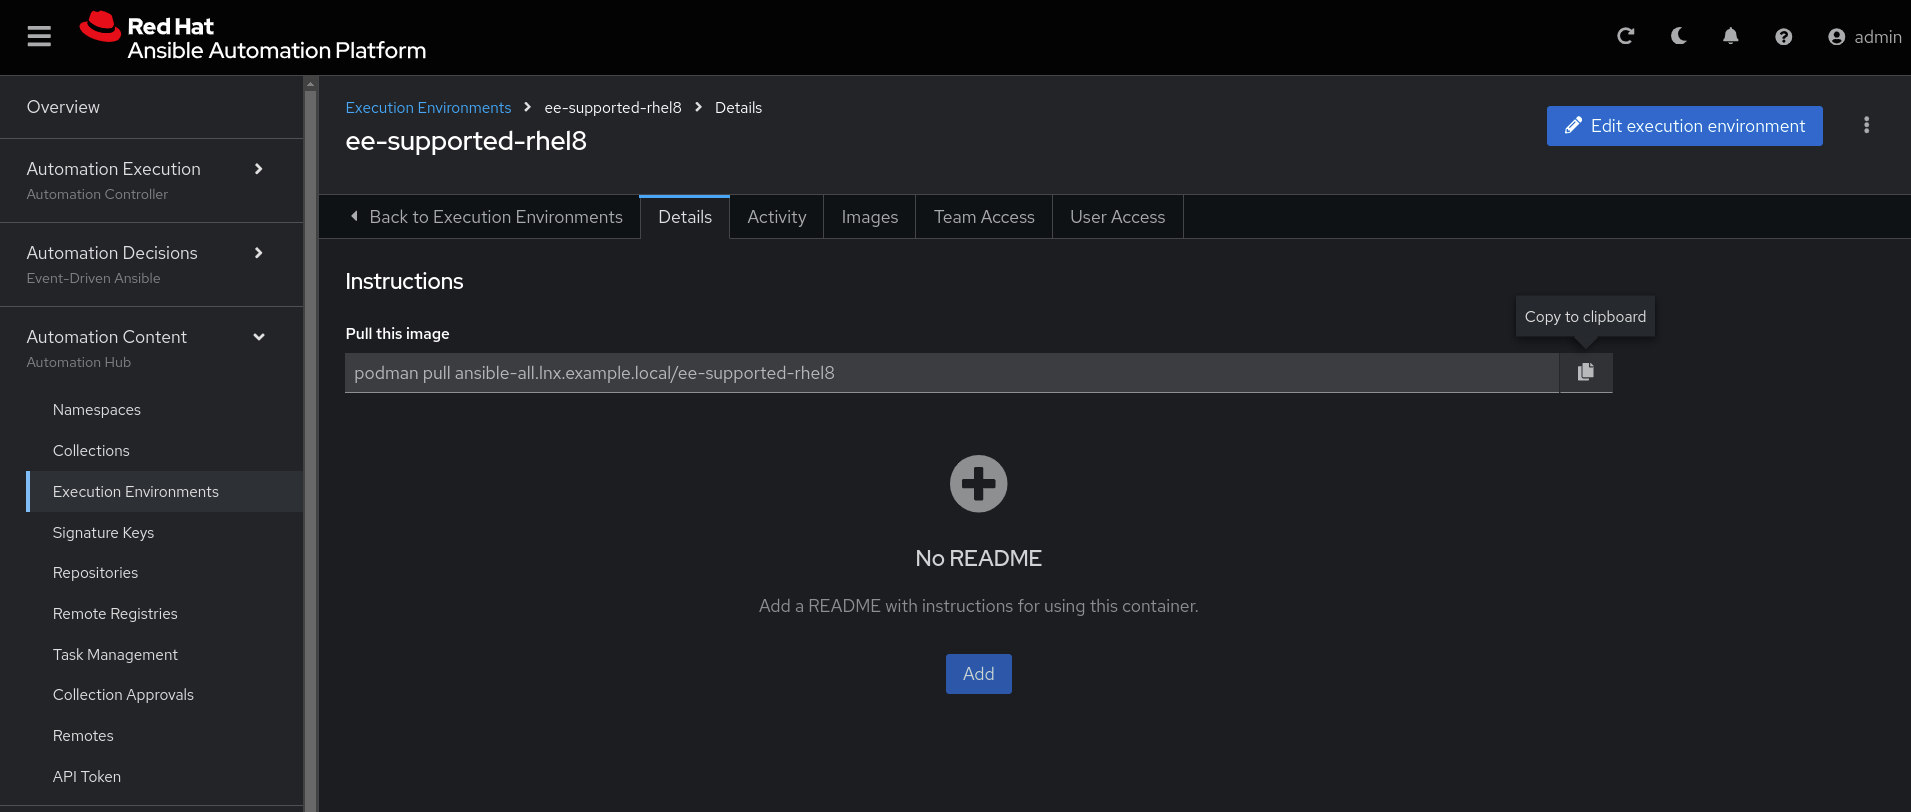 Red Hat
Ansible Automation Platform
admin
Overview
Automation Execution
Automation Controller
Automation Decisions
Event-Driven Ansible
Automation Content
Automation Hub
Namespaces
Collections
Execution Environments
Signature Keys
Repositories
Remote Registries
Task Management
Collection Approvals
Remotes
API Token
Execution Environments > ee-supported-rhel8 > Details
ee-supported-rhel8
Edit execution environment
Back to Execution Environments Details Activity Images Team Access User Access
Instructions
Copy to clipboard
Pull this image
podman pull ansible-all.lnx.example.local/ee-supported-rhel8
No README
Add a README with instructions for using this container.
Add